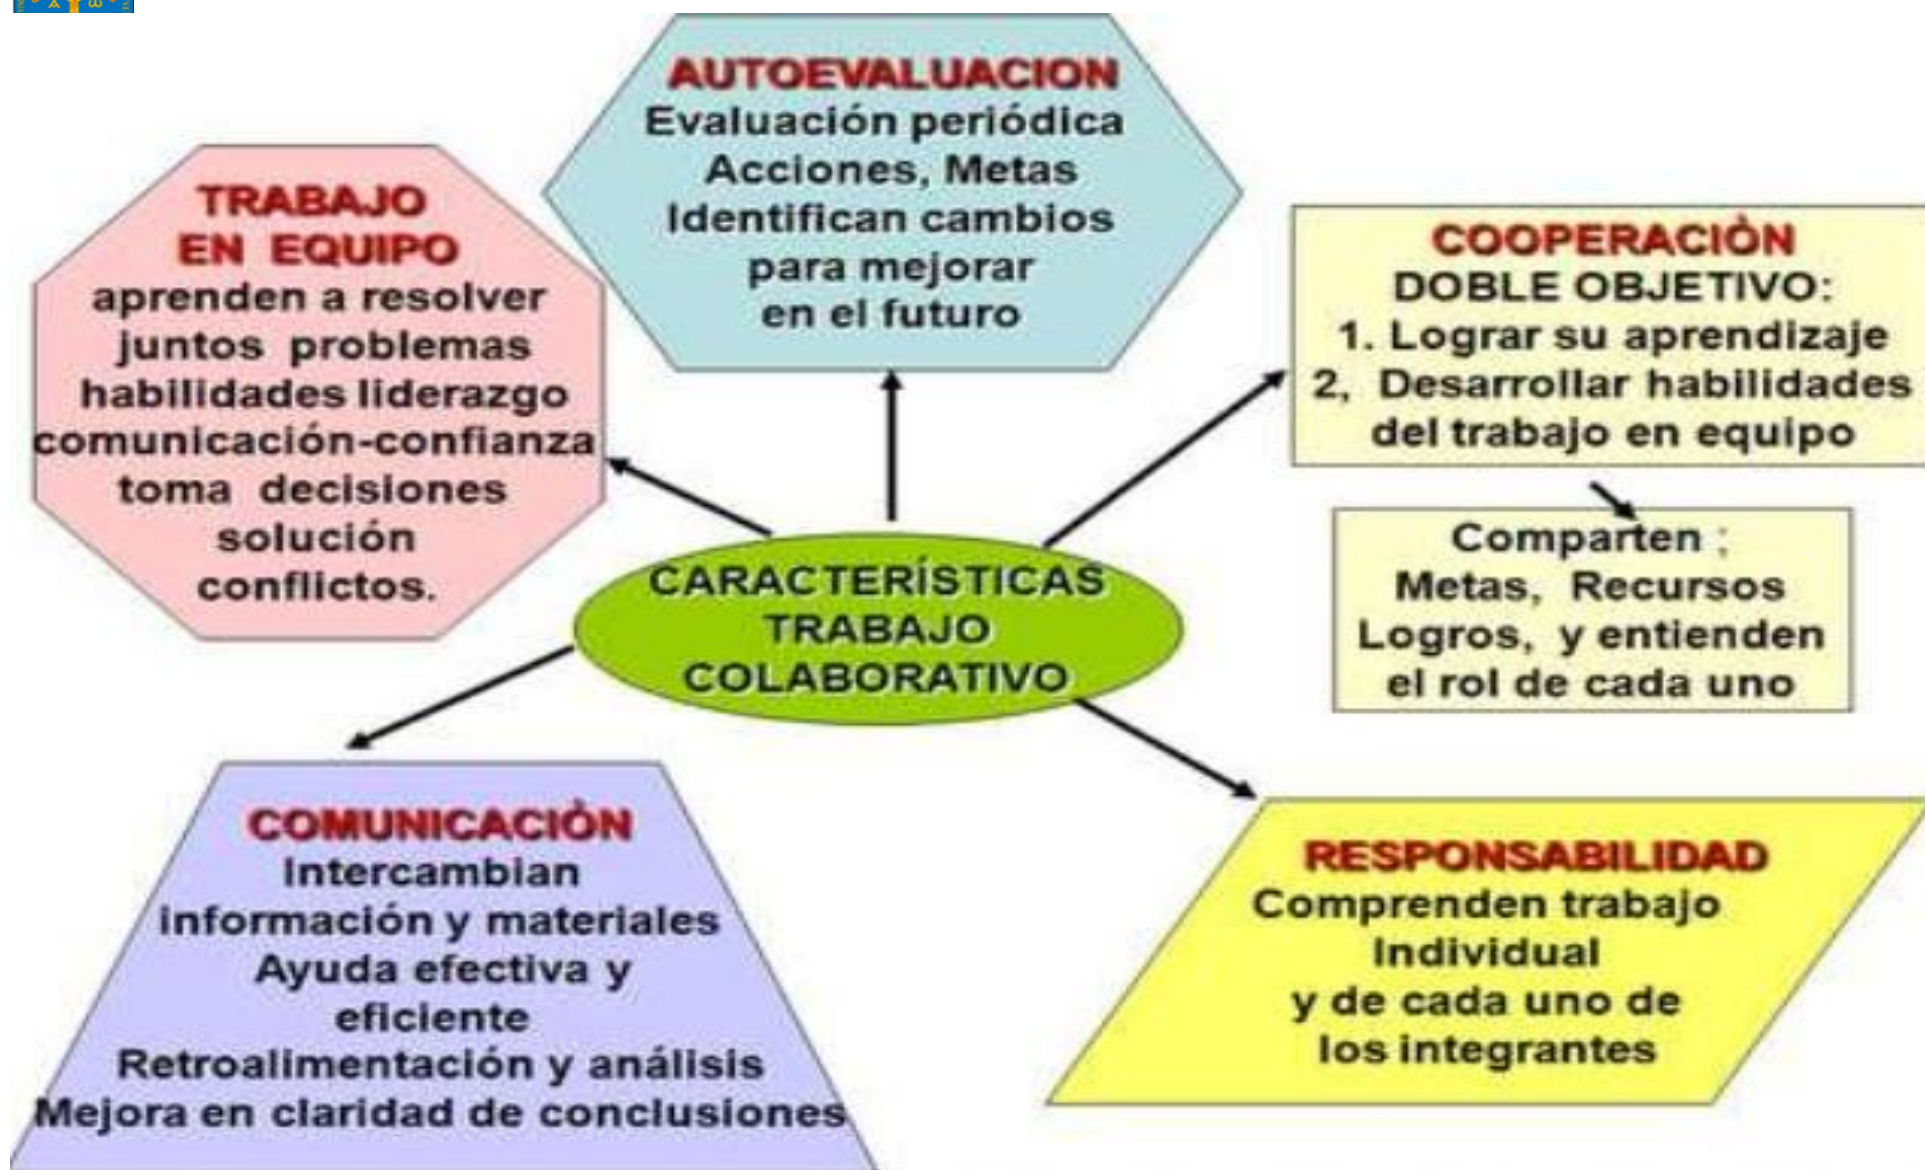 AUTOEVALUACION
Evaluación periódica
Acciones, Metas
Identifican cambios
para mejorar
en el futuro
TRABAJO
EN EQUIPO
aprenden a resolver
juntos problemas
habilidades liderazgo
comunicación-confianza
toma decisiones
solución
conflictos.
COOPERACIÒN
DOBLE OBJETIVO:
1. Lograr su aprendizaje
2, Desarrollar habilidades
del trabajo en equipo
Comparten ;
Metas, Recursos
Logros, y entienden
el rol de cada uno
CARACTERÍSTICAS
TRABAJO
COLABORATIVO
COMUNICACIÒN
Intercambian
información y materiales
Ayuda efectiva y
eficiente
Retroalimentación y análisis
Mejora en claridad de conclusiones
RESPONSABILIDAD
Comprenden trabajo
Individual
y de cada uno de
los integrantes